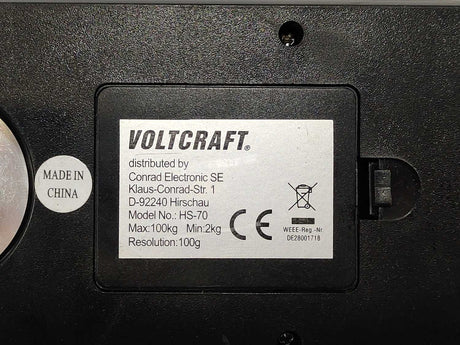 VOLTCRAFT®
distributed by
Conrad Electronic SE
Klaus-Conrad-Str. 1
D-92240 Hirschau
Model No.: HS-70
Max:100kg Min:2kg
Resolution:100g
CE
WEEE-Reg.-Nr.
DE28001718
MADE IN
CHINA